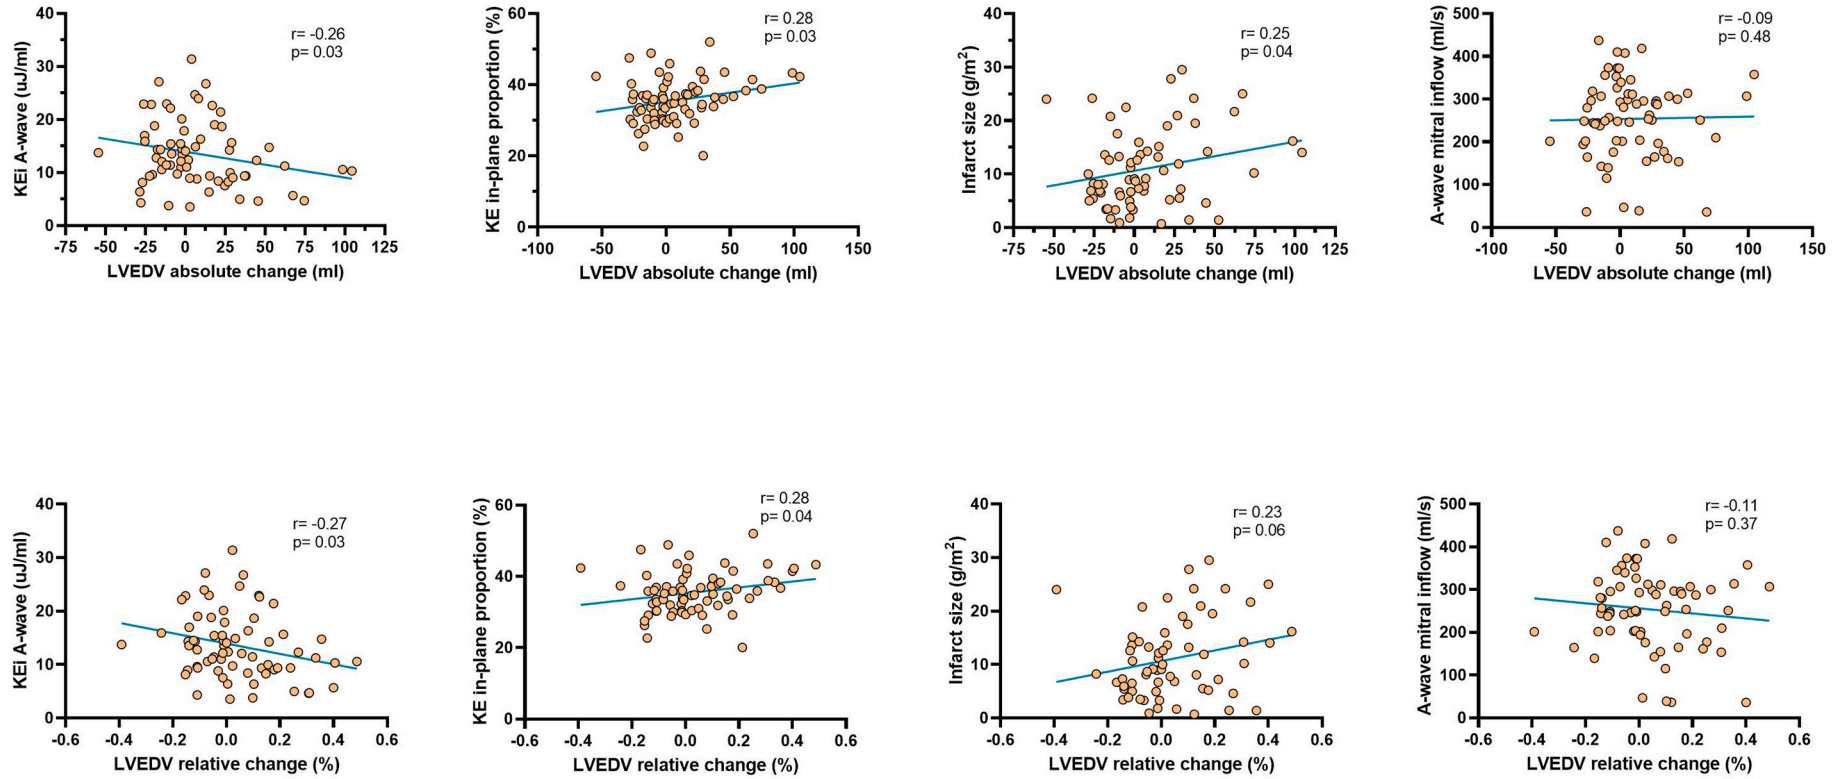 KEi A-wave (uJ/ml)
40
30
20
10
0
r= -0.26
p= 0.03
-75 -50 -25 0 25 50 75 100 125
LVEDV absolute change (ml)
KE in-plane proportion (%)
60
40
20
0
r= 0.28
p= 0.03
-100 -50 0 50 100 150
LVEDV absolute change (ml)
Infarct size (g/m²)
40
30
20
10
0
r= 0.25
p= 0.04
-75 -50 -25 0 25 50 75 100 125
LVEDV absolute change (ml)
A-wave mitral inflow (ml/s)
500
400
300
200
100
0
r= -0.09
p= 0.48
-100 -50 0 50 100 150
LVEDV absolute change (ml)
KEi A-wave (uJ/ml)
40
30
20
10
0
r= -0.27
p= 0.03
-0.6 -0.4 -0.2 0.0 0.2 0.4 0.6
LVEDV relative change (%)
KE in-plane proportion (%)
60
40
20
0
r= 0.28
p= 0.04
-0.6 -0.4 -0.2 0.0 0.2 0.4 0.6
LVEDV relative change (%)
Infarct size (g/m²)
40
30
20
10
0
r= 0.23
p= 0.06
-0.6 -0.4 -0.2 0.0 0.2 0.4 0.6
LVEDV relative change (%)
A-wave mitral inflow (ml/s)
500
400
300
200
100
0
r= -0.11
p= 0.37
-0.6 -0.4 -0.2 0.0 0.2 0.4 0.6
LVEDV relative change (%)